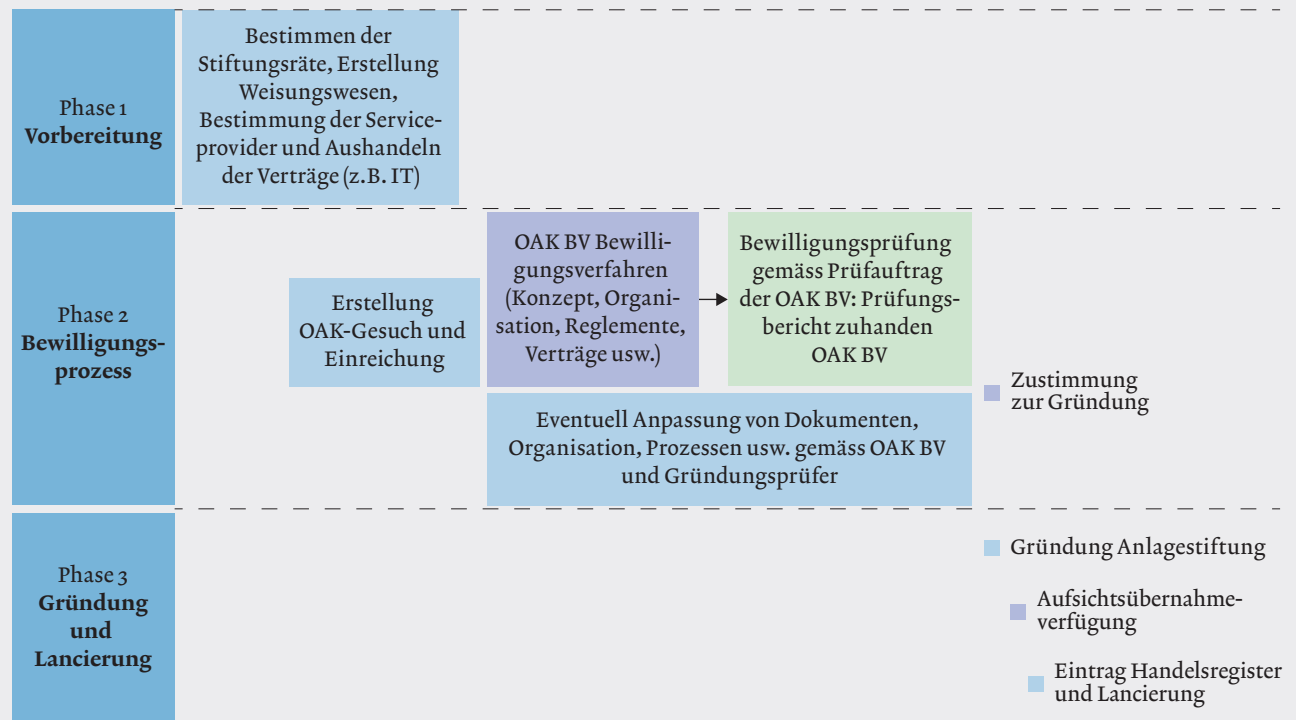 Phase 1
Vorbereitung
Bestimmen der
Stiftungsräte, Erstellung
Weisungswesen,
Bestimmung der Service-
provider und Aushandeln
der Verträge (z.B. IT)
Phase 2
Bewilligungs-
prozess
Erstellung
OAK-Gesuch und
Einreichung
OAK BV Bewilli-
gungsverfahren
(Konzept, Organi-
sation, Reglemente,
Verträge usw.)
Bewilligungsprüfung
gemäss Prüfauftrag
der OAK BV: Prüfungs-
bericht zuhanden
OAK BV
Eventuell Anpassung von Dokumenten,
Organisation, Prozessen usw. gemäss OAK BV
und Gründungsprüfer
Zustimmung
zur Gründung
Phase 3
Gründung
und
Lancierung
Gründung Anlagestiftung
Aufsichtsübernahme-
verfügung
Eintrag Handelsregister
und Lancierung